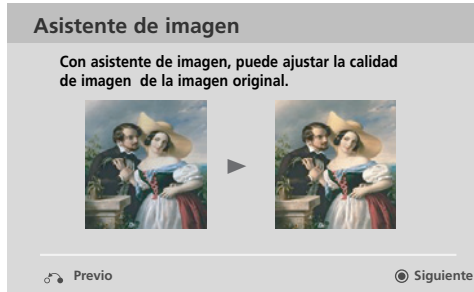 Asistente de imagen
Con asistente de imagen, puede ajustar la calidad
de imagen de la imagen original.
Previo
Siguiente